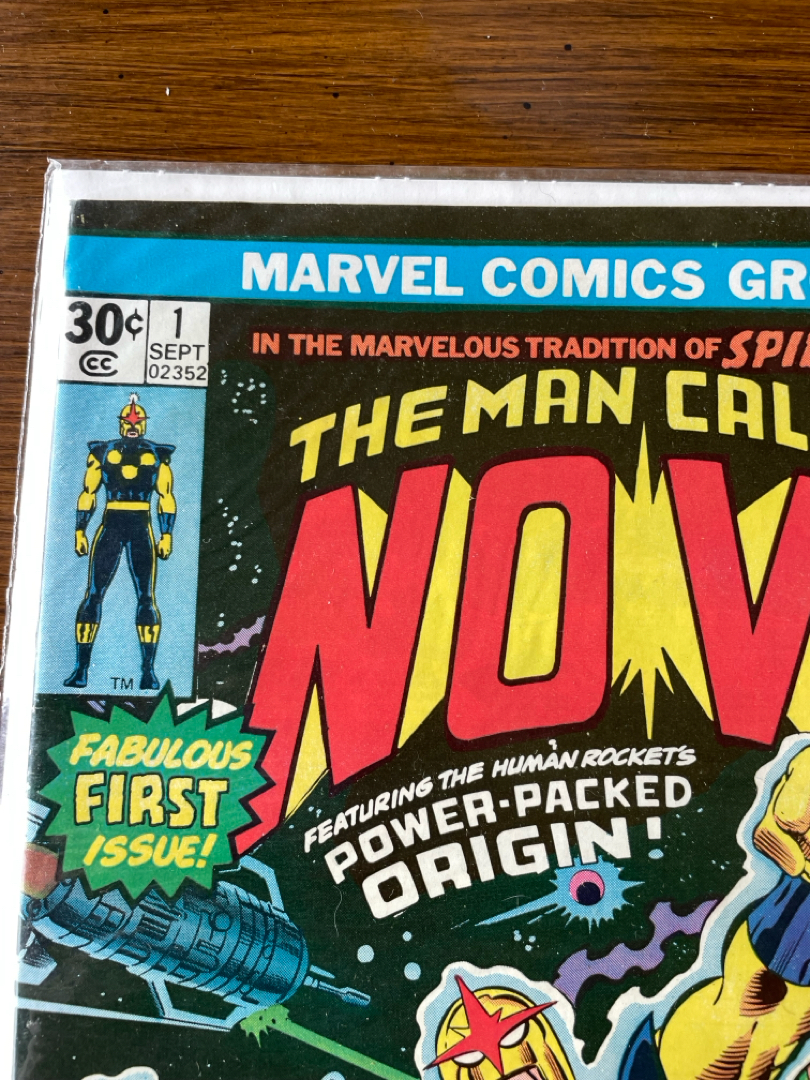 MARVEL COMICS GR
30¢
CC
1
SEPT
02352
IN THE MARVELOUS TRADITION OF SPI
THE MAN CAL
NOV
TM
FABULOUS
FIRST
ISSUE!
FEATURING THE HUMAN ROCKET'S
POWER-PACKED
ORIGIN!